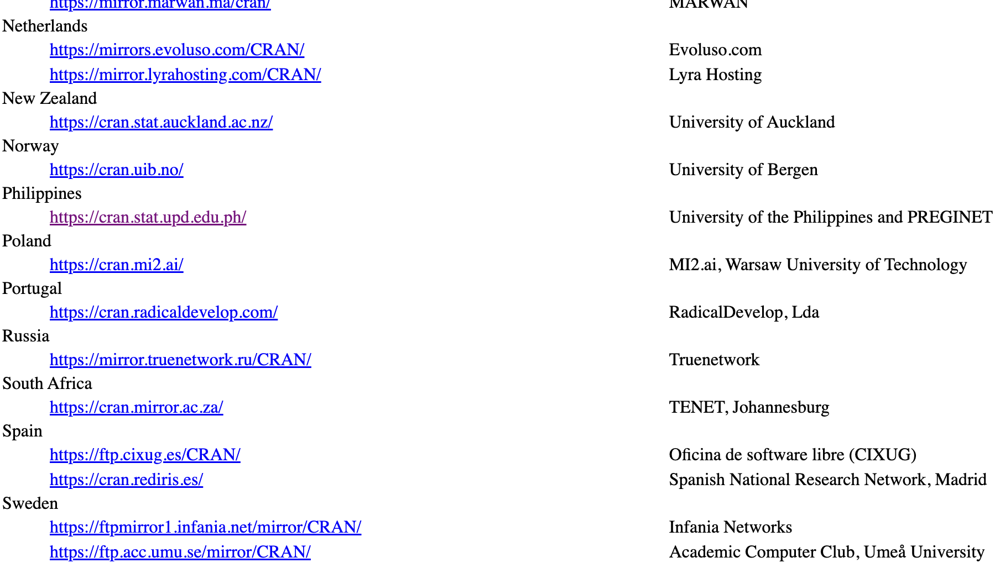 https://mirror.marwan.ma/cran/ MARWAN
Netherlands
https://mirrors.evoluso.com/CRAN/ Evoluso.com
https://mirror.lyrahosting.com/CRAN/ Lyra Hosting
New Zealand
https://cran.stat.auckland.ac.nz/ University of Auckland
Norway
https://cran.uib.no/ University of Bergen
Philippines
https://cran.stat.upd.edu.ph/ University of the Philippines and PREGINET
Poland
https://cran.mi2.ai/ MI2.ai, Warsaw University of Technology
Portugal
https://cran.radicaldevelop.com/ RadicalDevelop, Lda
Russia
https://mirror.truenetwork.ru/CRAN/ Truenetwork
South Africa
https://cran.mirror.ac.za/ TENET, Johannesburg
Spain
https://ftp.cixug.es/CRAN/ Oficina de software libre (CIXUG)
https://cran.rediris.es/ Spanish National Research Network, Madrid
Sweden
https://ftpmirror1.infania.net/mirror/CRAN/ Infania Networks
https://ftp.acc.umu.se/mirror/CRAN/ Academic Computer Club, Umeå University